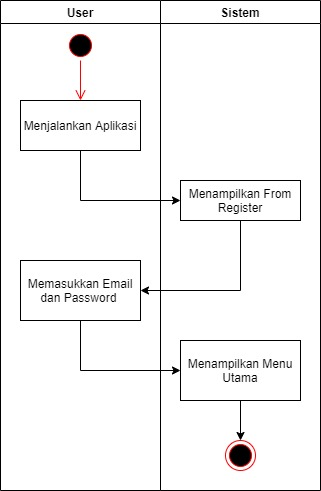 User
Sistem
Menjalankan Aplikasi
Menampilkan From
Register
Memasukkan Email
dan Password
Menampilkan Menu
Utama